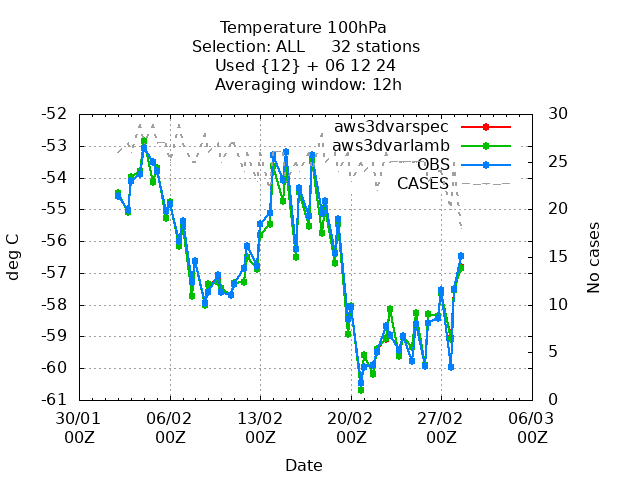 Temperature 100hPa
Selection: ALL 32 stations
Used {12} + 06 12 24
Averaging window: 12h
-52
-53
-54
-55
-56
-57
-58
-59
-60
-61
deg C
30
25
20
15
10
5
0
No cases
aws3dvarspec
aws3dvarlamb
OBS
CASES
30/01 06/02 13/02 20/02 27/02 06/03
00Z 00Z 00Z 00Z 00Z 00Z
Date